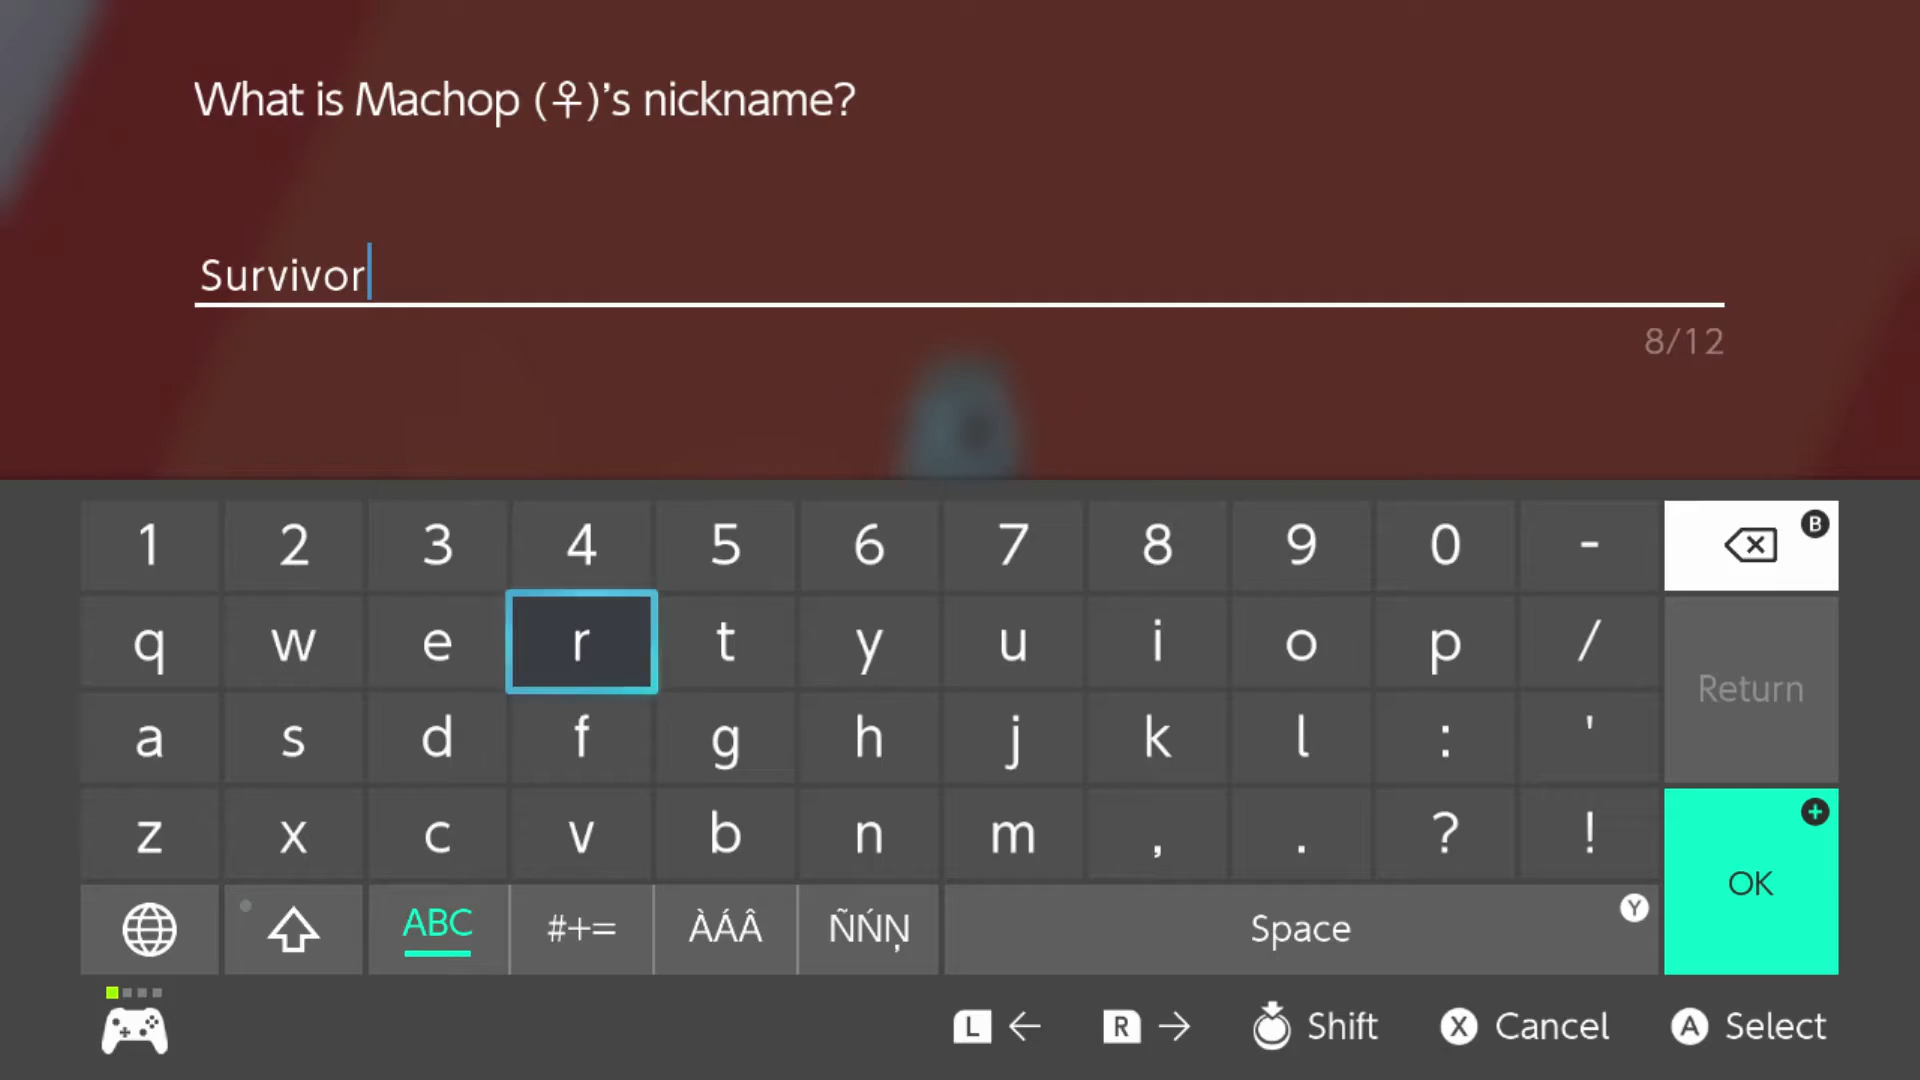 What is Machop (♀)’s nickname?
Survivor
8/12
1 2 3 4 5 6 7 8 9 0 - B
q w e r t y u i o p /
Return
a s d f g h j k l : '
z x c v b n m , . ? ! +
OK
ABC #+= ÀÁÂ ÑŃŅ Space Y
L ← R → Shift X Cancel A Select